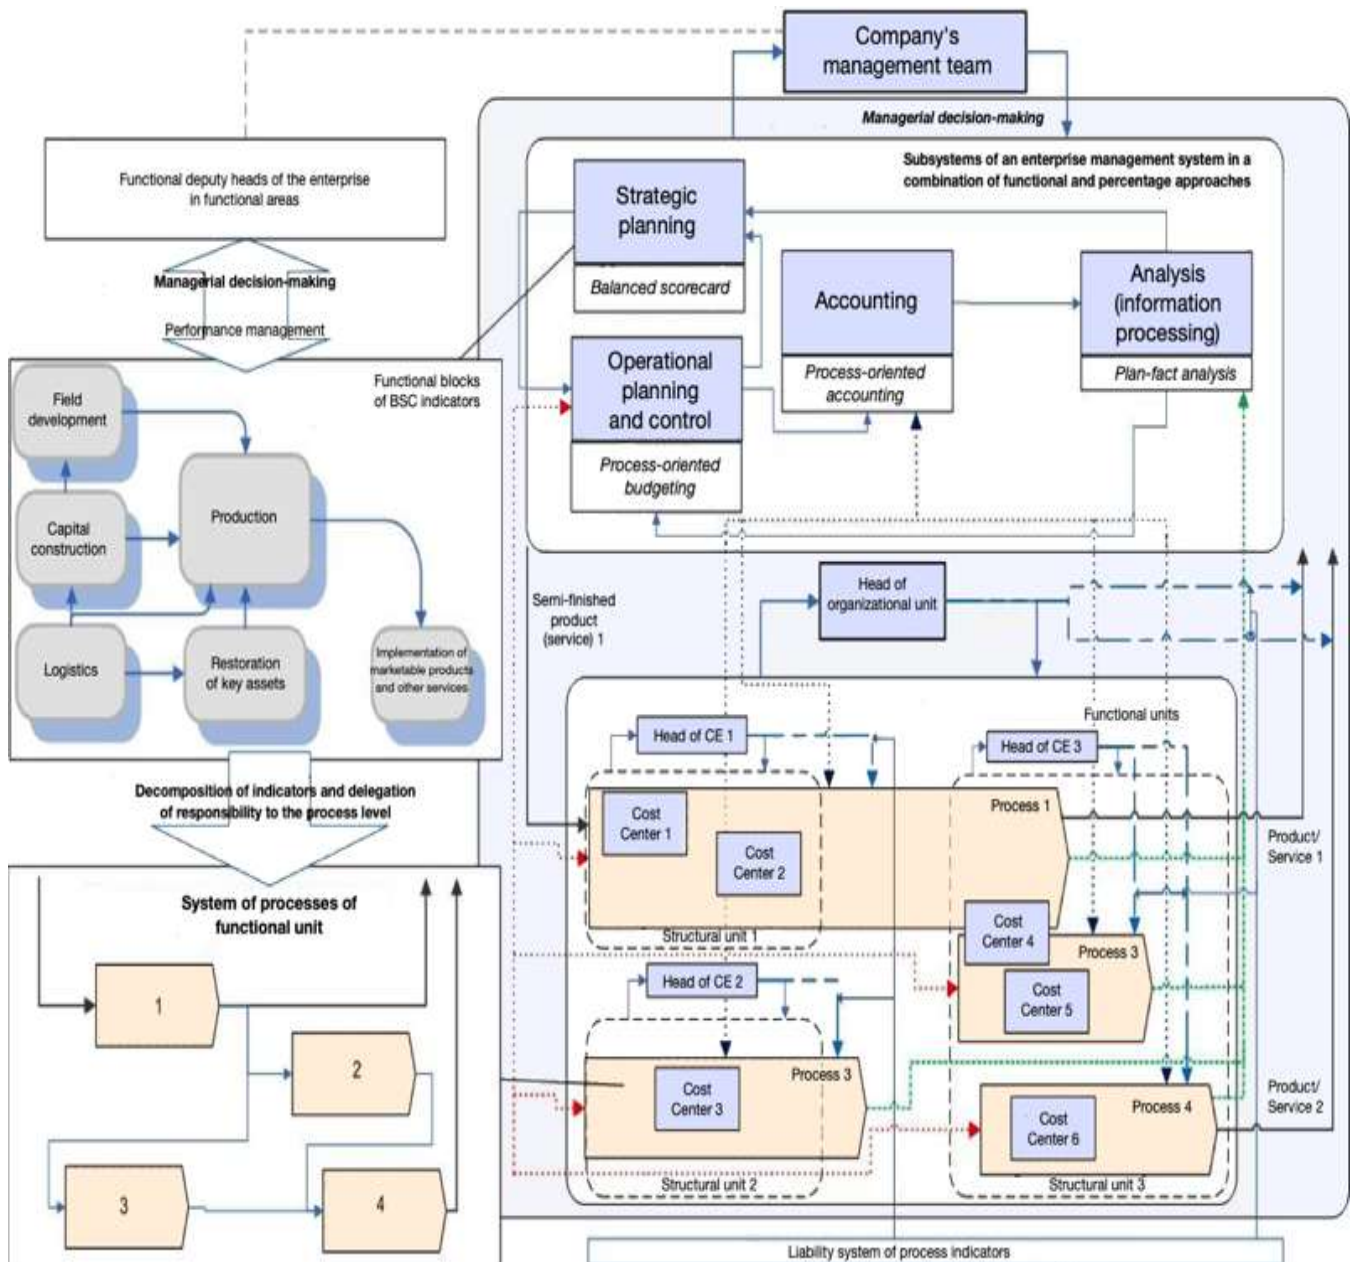 Company's
management team
Managerial decision-making
Functional deputy heads of the enterprise
in functional areas
Subsystems of an enterprise management system in a
combination of functional and percentage approaches
Strategic
planning
Balanced scorecard
Accounting
Process-oriented
accounting
Analysis
(information
processing)
Plan-fact analysis
Operational
planning
and control
Process-oriented
budgeting
Managerial decision-making
Performance management
Functional blocks
of BSC indicators
Field
development
Capital
construction
Production
Logistics
Restoration
of key assets
Implementation of
marketable products
and other services
Decomposition of indicators and delegation
of responsibility to the process level
System of processes of
functional unit
1
2
3
4
Semi-finished
product
(service) 1
Head of
organizational unit
Functional units
Head of CE 1
Head of CE 3
Process 1
Cost
Center 1
Cost
Center 2
Structural unit 1
Product/
Service 1
Cost
Center 4
Process 3
Cost
Center 5
Head of CE 2
Process 3
Cost
Center 3
Structural unit 2
Process 4
Cost
Center 6
Structural unit 3
Product/
Service 2
Liability system of process indicators